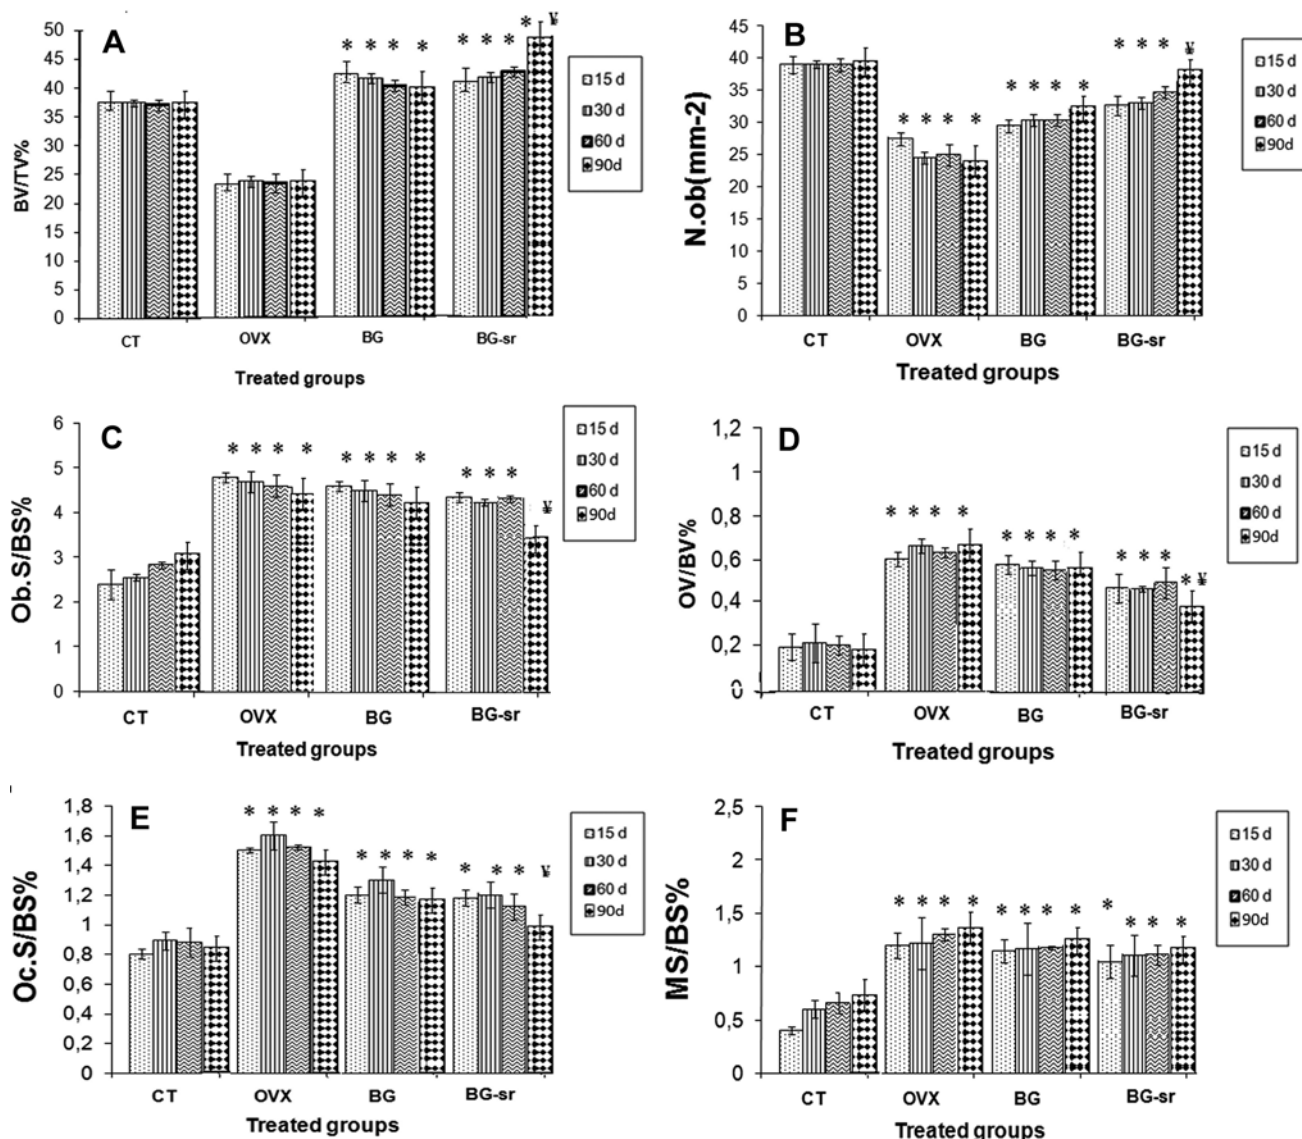 A
BV/TV%
50
45
40
35
30
25
20
15
10
5
0
* * * *
* * * * ¥
15 d
30 d
60 d
90d
CT OVX BG BG-sr
Treated groups
B
N.ob(mm-2)
45
40
35
30
25
20
15
10
5
0
* * * *
* * * *
* * * ¥
15 d
30 d
60 d
90d
CT OVX BG BG-sr
Treated groups
C
Ob.S/BS%
6
5
4
3
2
1
0
* * * *
* * * *
* * * ¥
15 d
30 d
60 d
90d
CT OVX BG BG-sr
Treated groups
D
OV/BV%
1,2
1
0,8
0,6
0,4
0,2
0
* * * *
* * * *
* * * * ¥
15 d
30 d
60 d
90d
CT OVX BG BG-sr
Treated groups
E
Oc.S/BS%
1,8
1,6
1,4
1,2
1
0,8
0,6
0,4
0,2
0
* * * *
* * * *
* * * ¥
15 d
30 d
60 d
90d
CT OVX BG BG-sr
Treated groups
F
MS/BS%
2,5
2
1,5
1
0,5
0
* * * *
* * * *
* * * *
15 d
30 d
60 d
90d
CT OVX BG BG-sr
Treated groups